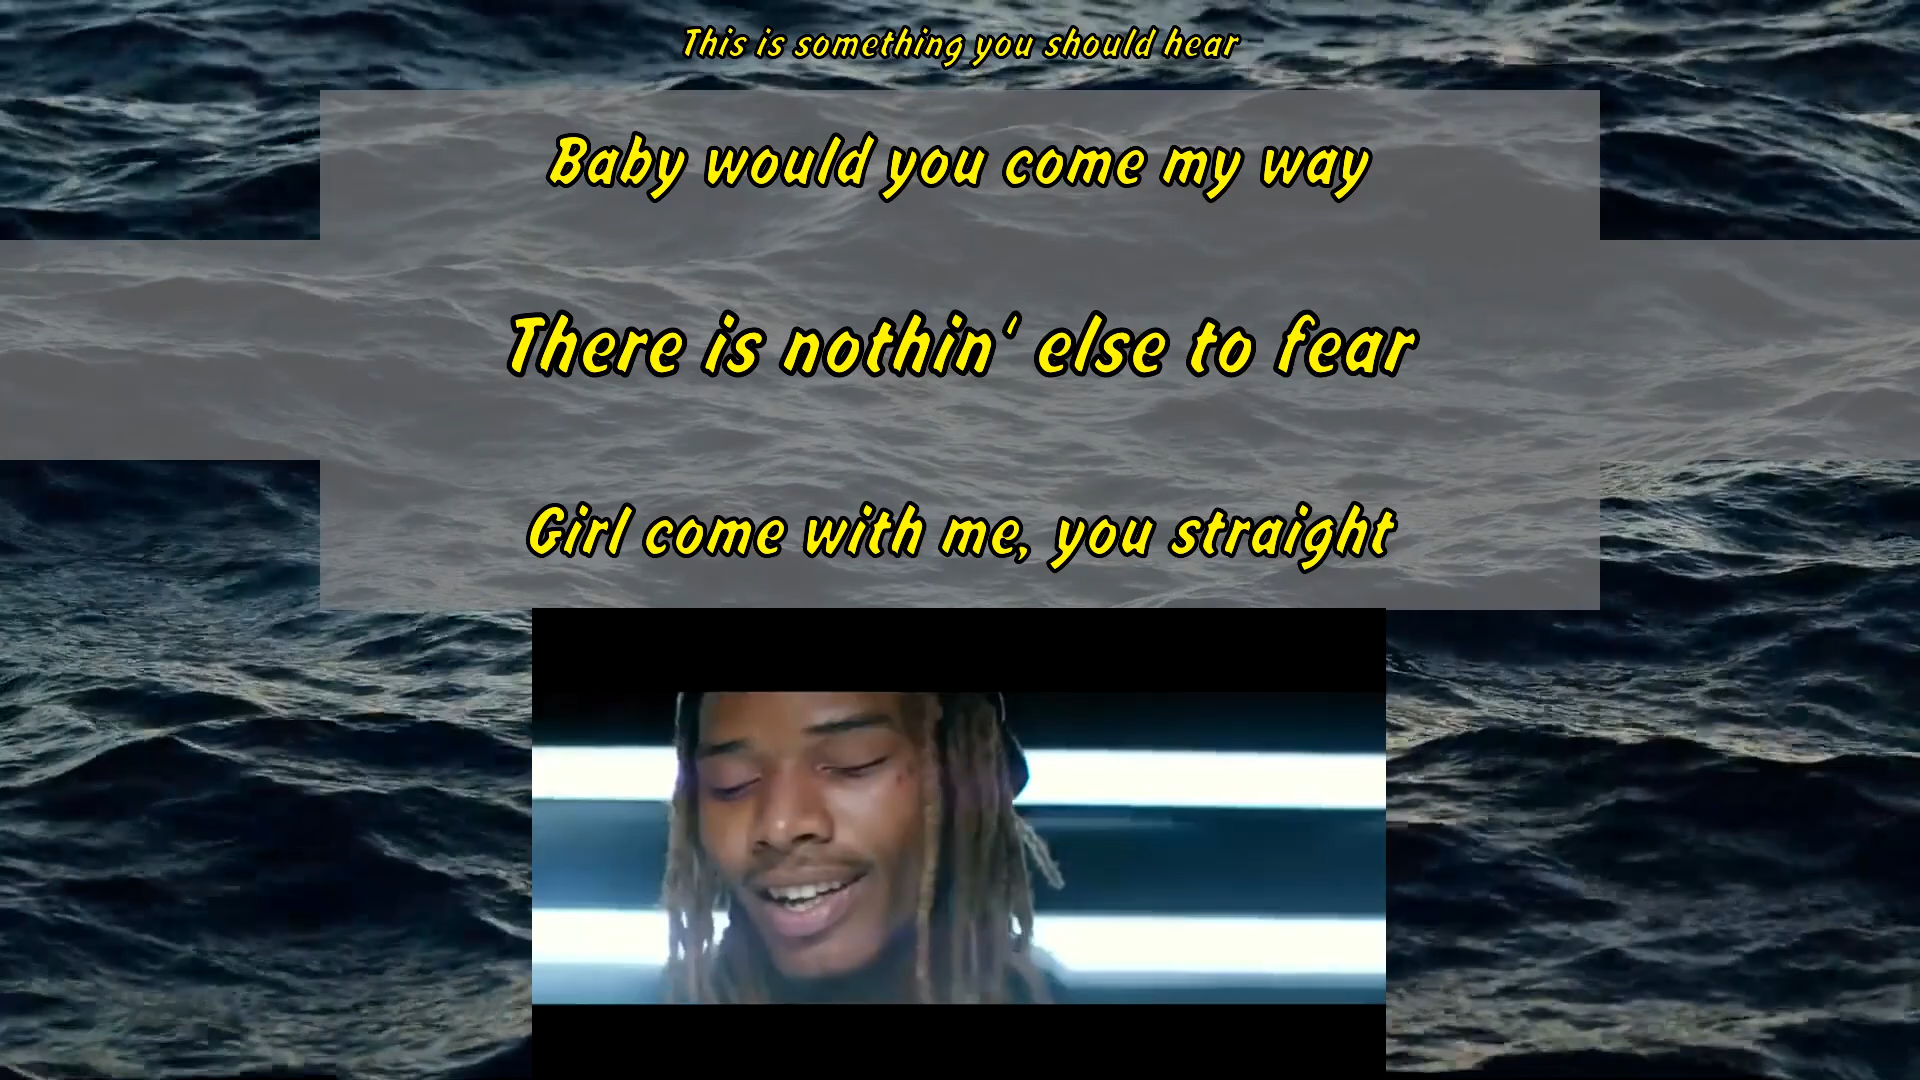 This is something you should hear
Baby would you come my way
There is nothin' else to fear
Girl come with me, you straight